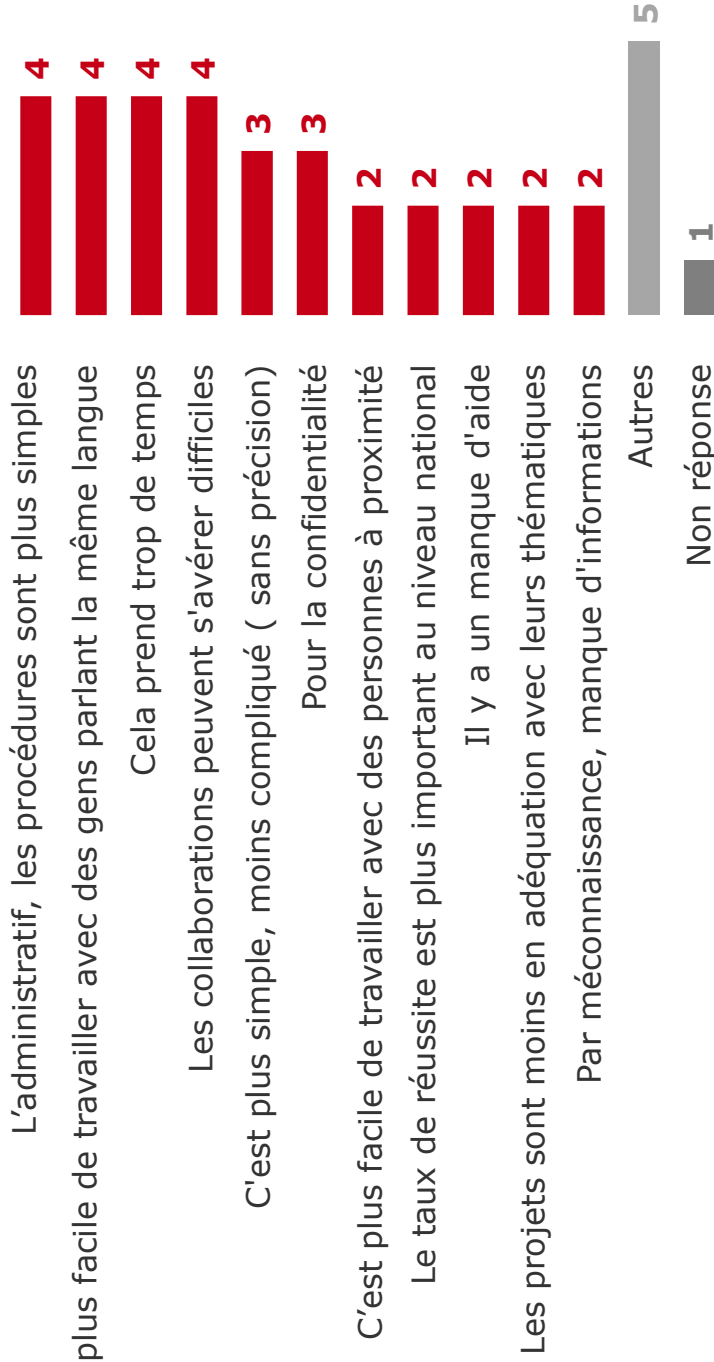 L’administratif, les procédures sont plus simples 4
plus facile de travailler avec des gens parlant la même langue 4
Cela prend trop de temps 4
Les collaborations peuvent s'avérer difficiles 4
C'est plus simple, moins compliqué ( sans précision) 3
Pour la confidentialité 3
C’est plus facile de travailler avec des personnes à proximité 2
Le taux de réussite est plus important au niveau national 2
Il y a un manque d'aide 2
Les projets sont moins en adéquation avec leurs thématiques 2
Par méconnaissance, manque d'informations 2
Autres 5
Non réponse 1